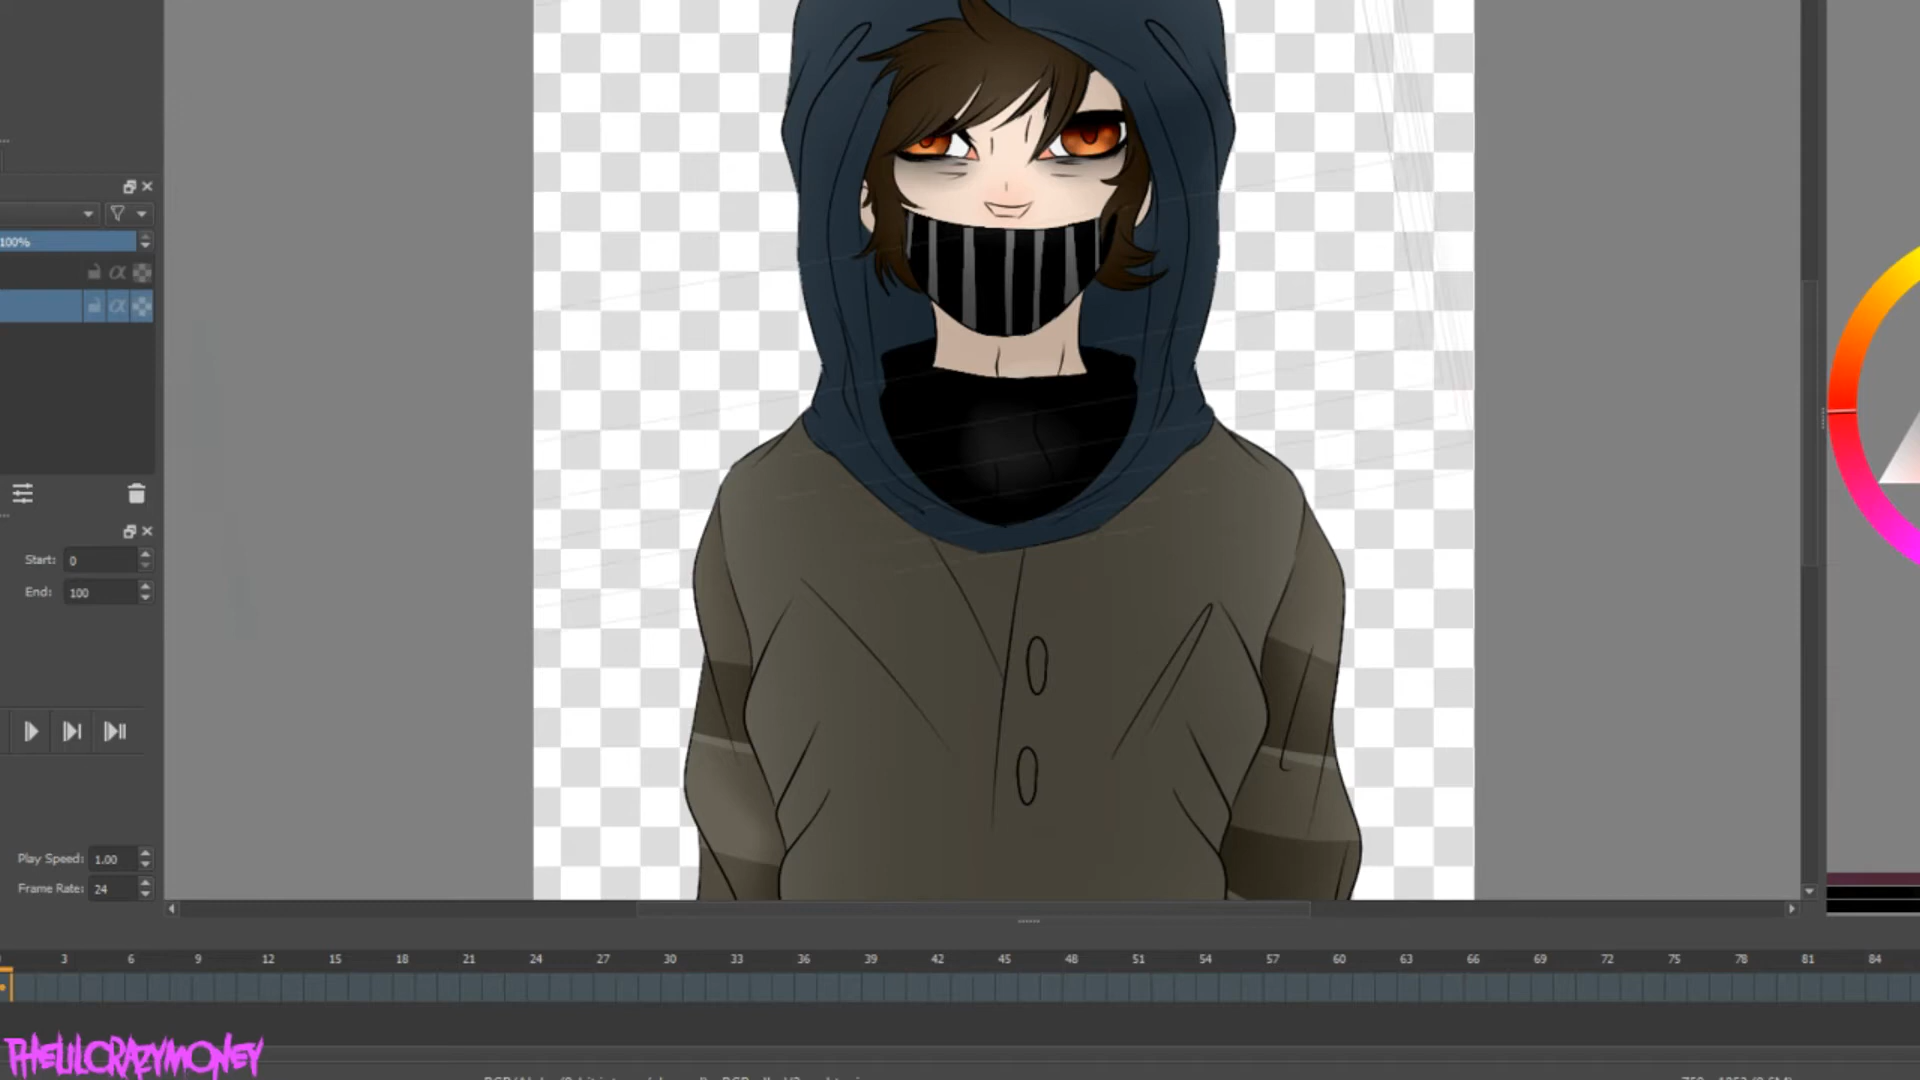 100%
Start: 0
End: 100
Play Speed: 1.00
Frame Rate: 24
3 6 9 12 15 18 21 24 27 30 33 36 39 42 45 48 51 54 57 60 63 66 69 72 75 78 81 84
THELILCRAZYMONEY